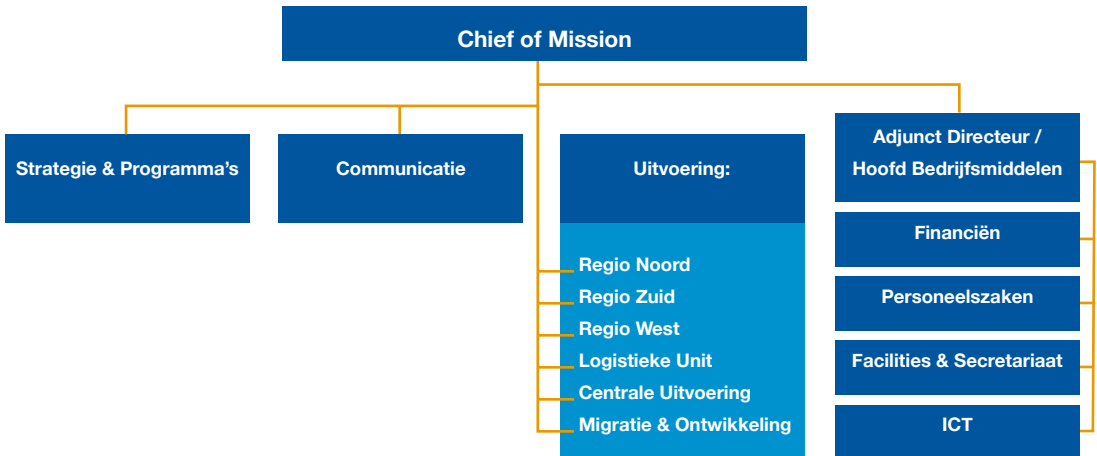 Chief of Mission
Strategie & Programma's
Communicatie
Uitvoering:
Regio Noord
Regio Zuid
Regio West
Logistieke Unit
Centrale Uitvoering
Migratie & Ontwikkeling
Adjunct Directeur /
Hoofd Bedrijfsmiddelen
Financiën
Personeelszaken
Facilities & Secretariaat
ICT